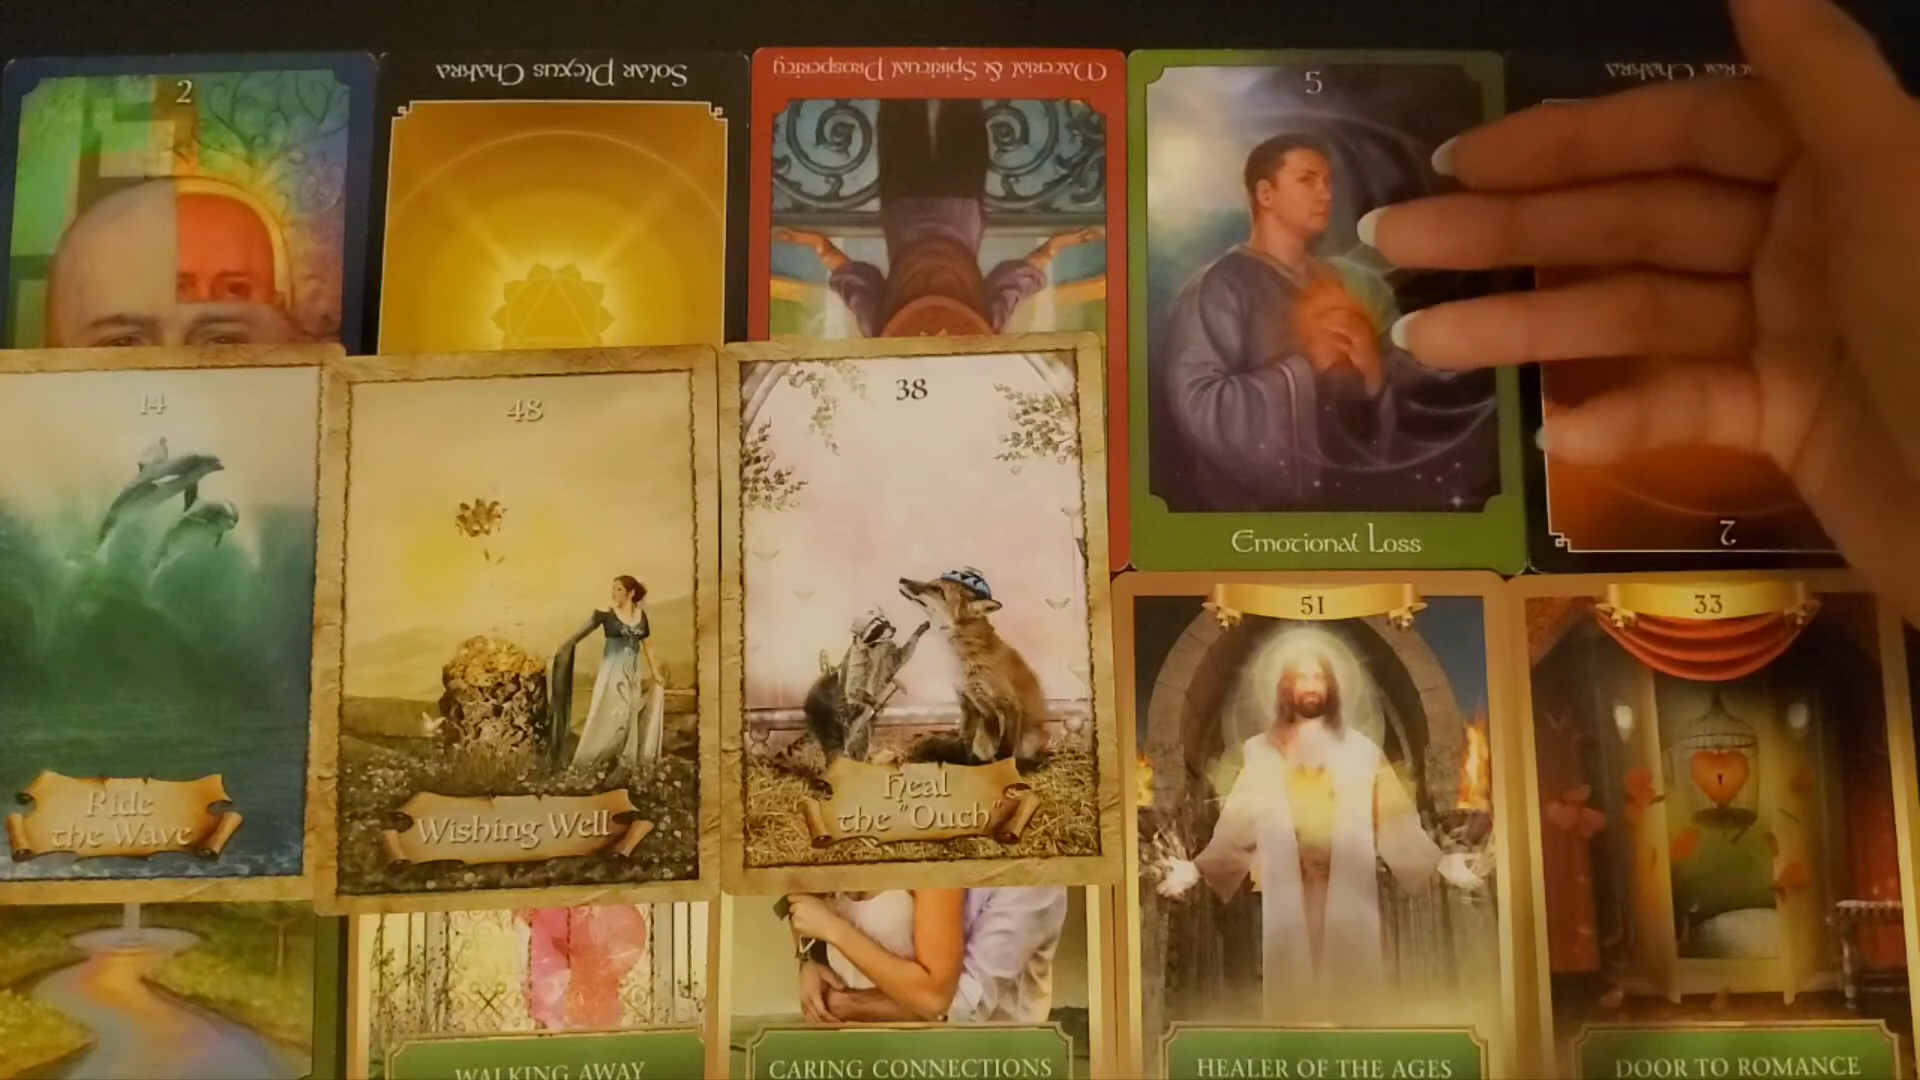 2
Solar Plexus Chakra
Material & Spiritual Prosperity
5
Chakra
Emotional Loss
2
14
Ride
the Wave
48
Wishing Well
38
Heal
the "Ouch"
51
33
WALKING AWAY
CARING CONNECTIONS
HEALER OF THE AGES
DOOR TO ROMANCE